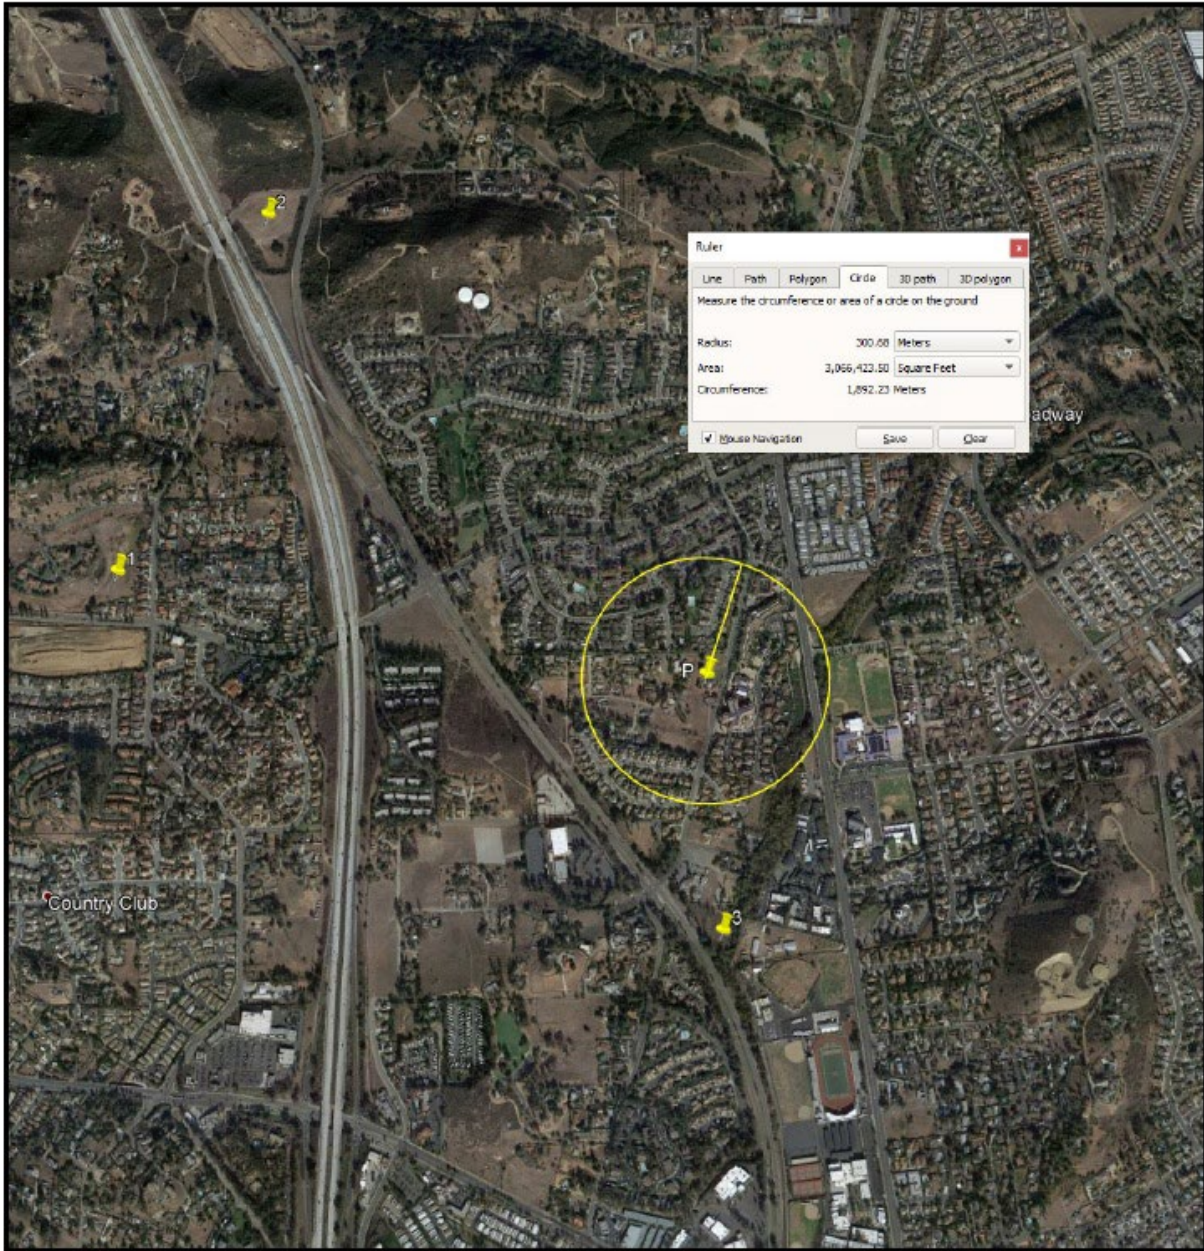 2
Ruler
x
Line Path Polygon Circle 3D path 3D polygon
Measure the circumference or area of a circle on the ground
Radius: 300.68 Meters
Area: 3,066,423.50 Square Feet
Circumference: 1,892.23 Meters
adway
Mouse Navigation Save Clear
1
P
Country Club
3